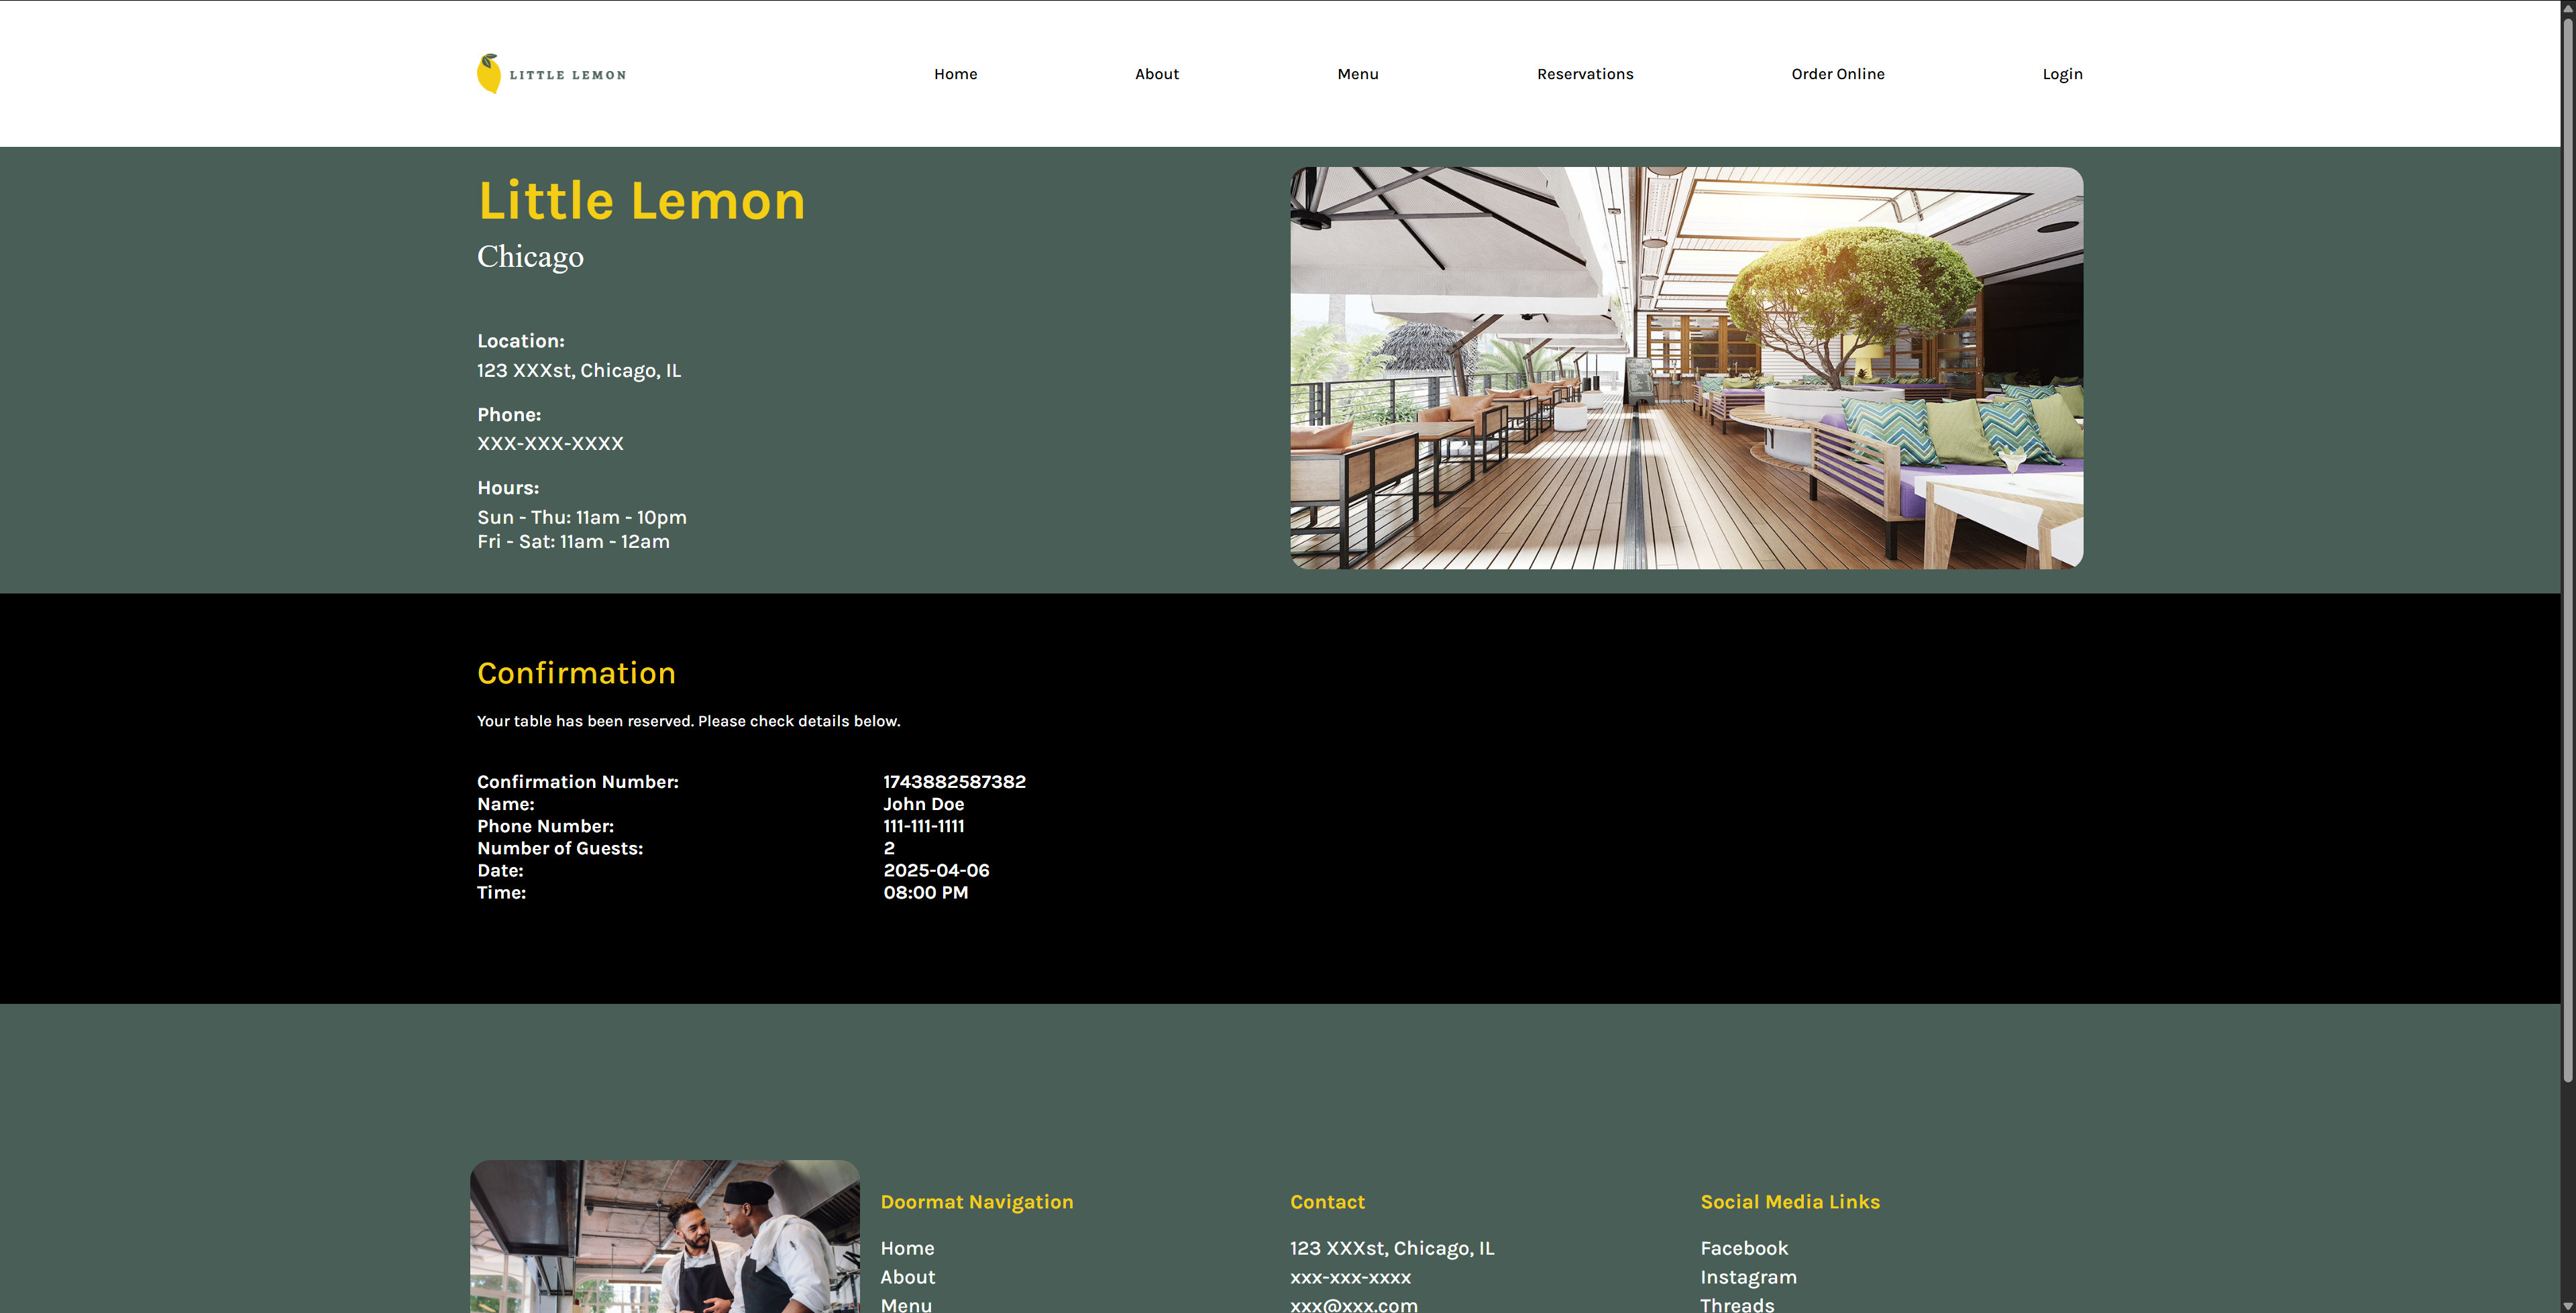 LITTLE LEMON
Home
About
Menu
Reservations
Order Online
Login
Little Lemon
Chicago
Location:
123 XXXst, Chicago, IL
Phone:
XXX-XXX-XXXX
Hours:
Sun - Thu: 11am - 10pm
Fri - Sat: 11am - 12am
Confirmation
Your table has been reserved. Please check details below.
Confirmation Number: 1743882587382
Name: John Doe
Phone Number: 111-111-1111
Number of Guests: 2
Date: 2025-04-06
Time: 08:00 PM
Doormat Navigation
Home
About
Menu
Contact
123 XXXst, Chicago, IL
xxx-xxx-xxxx
xxx@xxx.com
Social Media Links
Facebook
Instagram
Threads